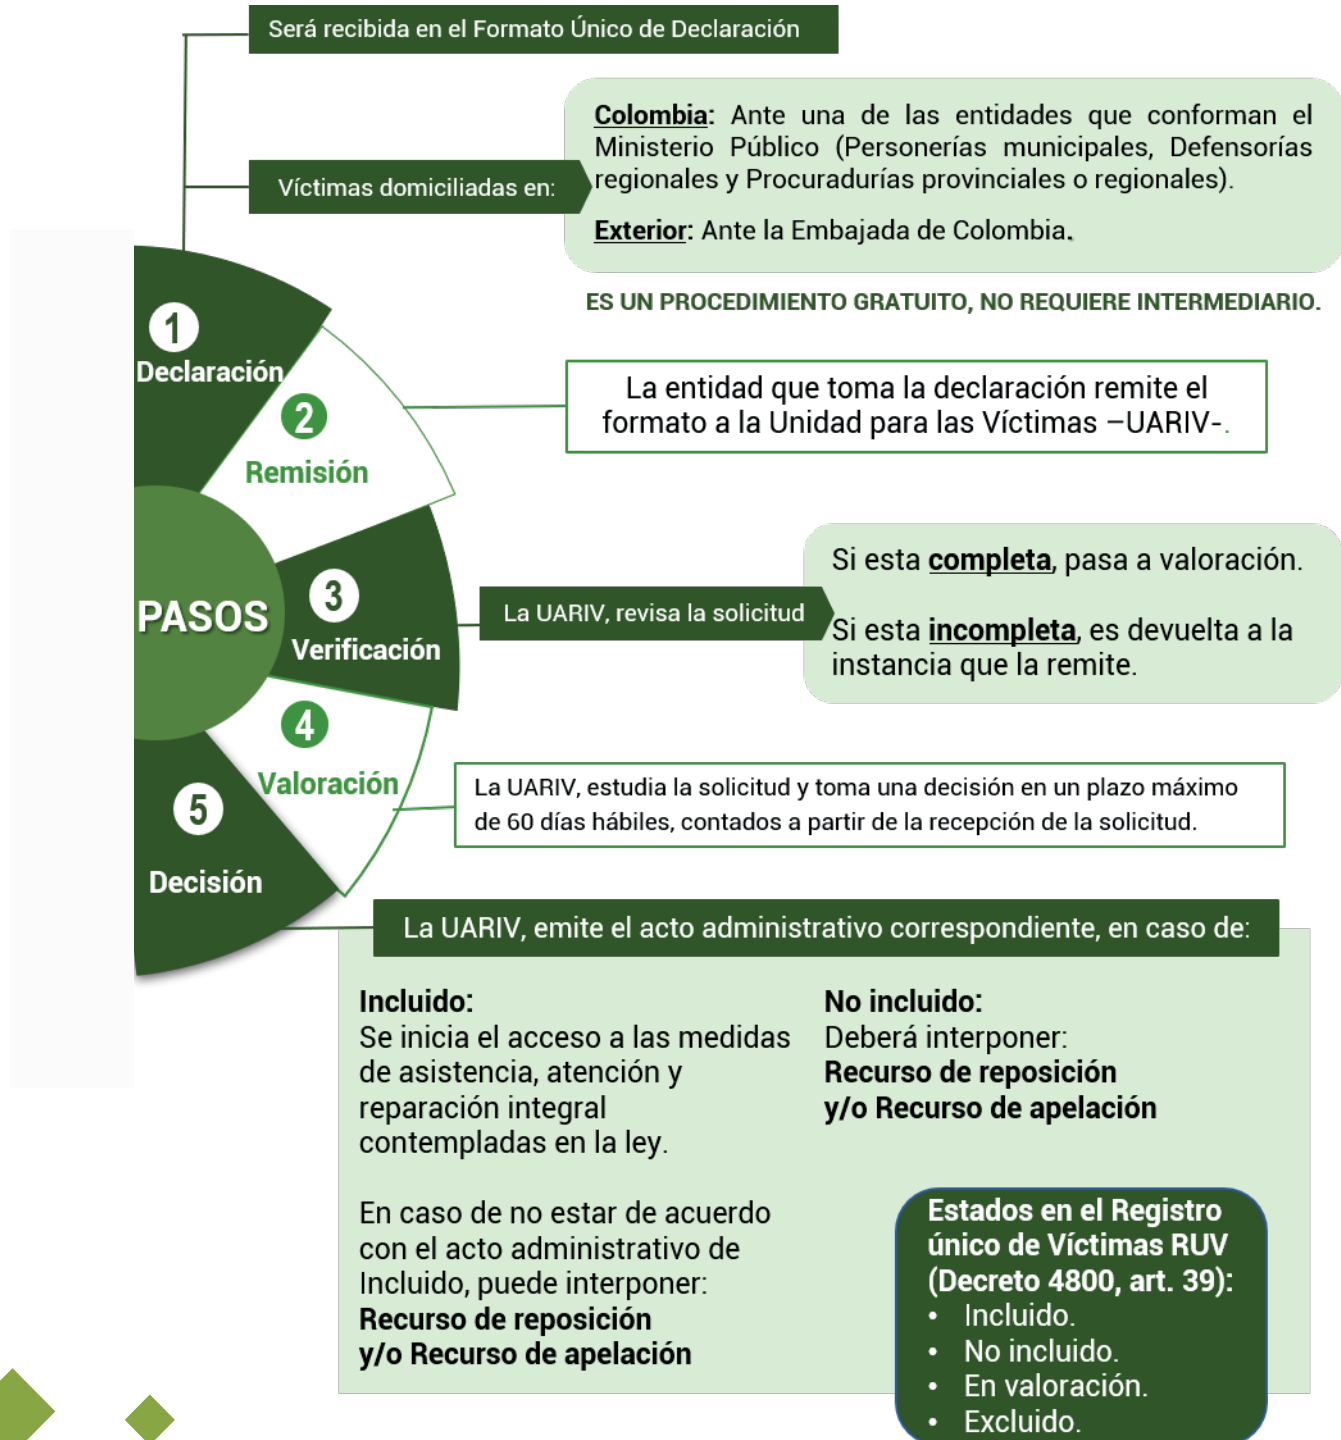 Será recibida en el Formato Único de Declaración
Víctimas domiciliadas en:
Colombia: Ante una de las entidades que conforman el
Ministerio Público (Personerías municipales, Defensorías
regionales y Procuradurías provinciales o regionales).
Exterior: Ante la Embajada de Colombia.
ES UN PROCEDIMIENTO GRATUITO, NO REQUIERE INTERMEDIARIO.
PASOS
1
Declaración
2
Remisión
La entidad que toma la declaración remite el
formato a la Unidad para las Víctimas –UARIV-.
3
Verificación
La UARIV, revisa la solicitud
Si esta completa, pasa a valoración.
Si esta incompleta, es devuelta a la
instancia que la remite.
4
Valoración
La UARIV, estudia la solicitud y toma una decisión en un plazo máximo
de 60 días hábiles, contados a partir de la recepción de la solicitud.
5
Decisión
La UARIV, emite el acto administrativo correspondiente, en caso de:
Incluido:
Se inicia el acceso a las medidas
de asistencia, atención y
reparación integral
contempladas en la ley.
En caso de no estar de acuerdo
con el acto administrativo de
Incluido, puede interponer:
Recurso de reposición
y/o Recurso de apelación
No incluido:
Deberá interponer:
Recurso de reposición
y/o Recurso de apelación
Estados en el Registro
único de Víctimas RUV
(Decreto 4800, art. 39):
• Incluido.
• No incluido.
• En valoración.
• Excluido.